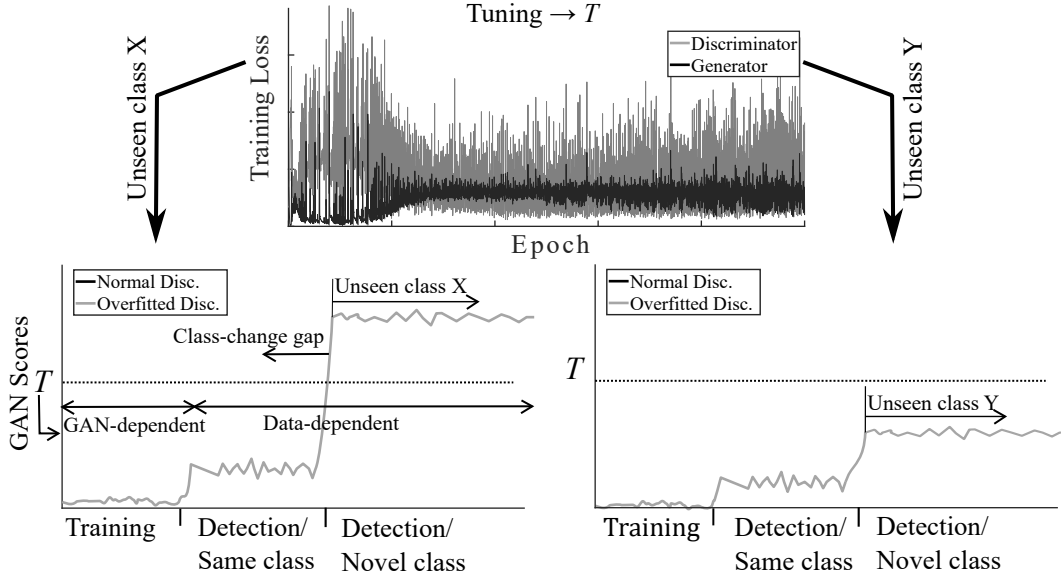 Tuning → T
Discriminator
Generator
Training Loss
Epoch
Unseen class X
Unseen class Y
Normal Disc.
Overfitted Disc.
Unseen class X
Class-change gap
T
GAN Scores
GAN-dependent
Data-dependent
Training
Detection/
Same class
Detection/
Novel class
Normal Disc.
Overfitted Disc.
T
Unseen class Y
Training
Detection/
Same class
Detection/
Novel class